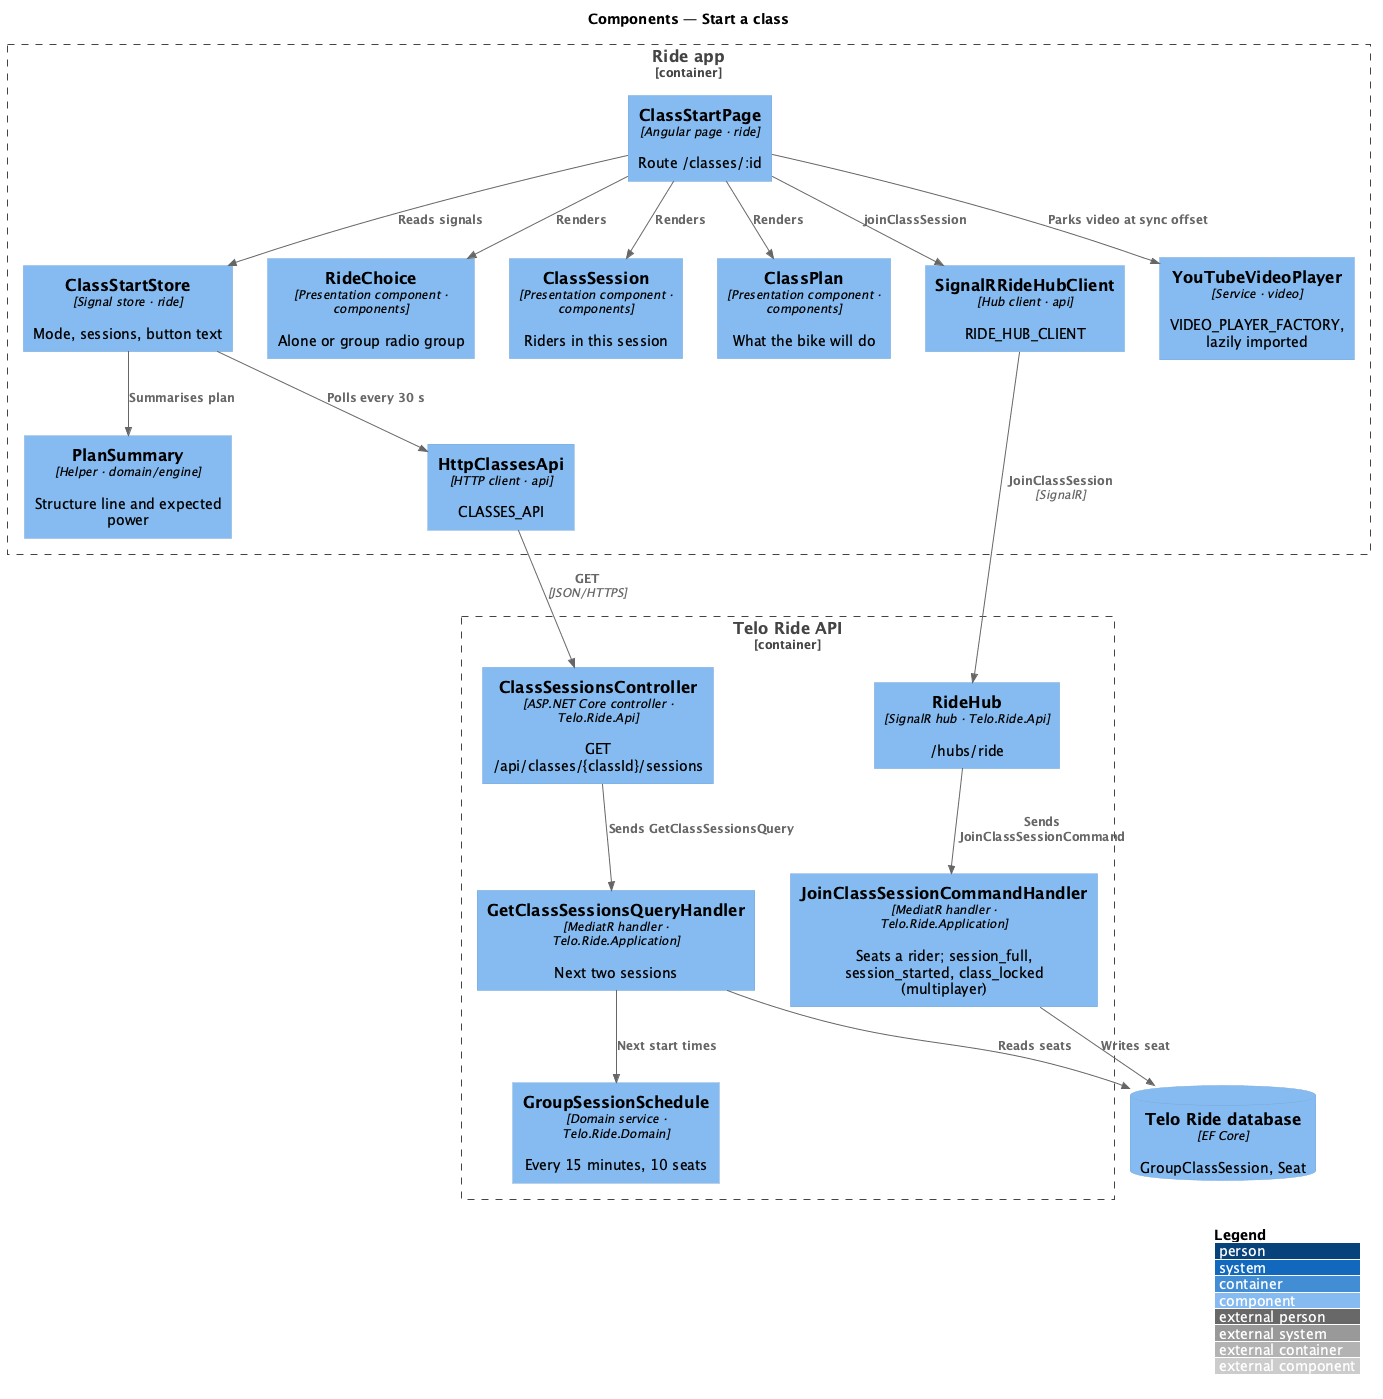 Components — Start a class
Ride app
[container]
ClassStartPage
[Angular page · ride]
Route /classes/:id
Reads signals
Renders
Renders
Renders
joinClassSession
Parks video at sync offset
ClassStartStore
[Signal store · ride]
Mode, sessions, button text
RideChoice
[Presentation component ·
components]
Alone or group radio group
ClassSession
[Presentation component ·
components]
Riders in this session
ClassPlan
[Presentation component ·
components]
What the bike will do
SignalRRideHubClient
[Hub client · api]
RIDE_HUB_CLIENT
YouTubeVideoPlayer
[Service · video]
VIDEO_PLAYER_FACTORY,
lazily imported
Summarises plan
Polls every 30 s
PlanSummary
[Helper · domain/engine]
Structure line and expected
power
HttpClassesApi
[HTTP client · api]
CLASSES_API
JoinClassSession
[SignalR]
GET
[JSON/HTTPS]
Telo Ride API
[container]
ClassSessionsController
[ASP.NET Core controller ·
Telo.Ride.Api]
GET
/api/classes/{classId}/sessions
RideHub
[SignalR hub · Telo.Ride.Api]
/hubs/ride
Sends GetClassSessionsQuery
Sends
JoinClassSessionCommand
GetClassSessionsQueryHandler
[MediatR handler ·
Telo.Ride.Application]
Next two sessions
JoinClassSessionCommandHandler
[MediatR handler ·
Telo.Ride.Application]
Seats a rider; session_full,
session_started, class_locked
(multiplayer)
Next start times
Reads seats
Writes seat
GroupSessionSchedule
[Domain service ·
Telo.Ride.Domain]
Every 15 minutes, 10 seats
Telo Ride database
[EF Core]
GroupClassSession, Seat
Legend
person
system
container
component
external person
external system
external container
external component